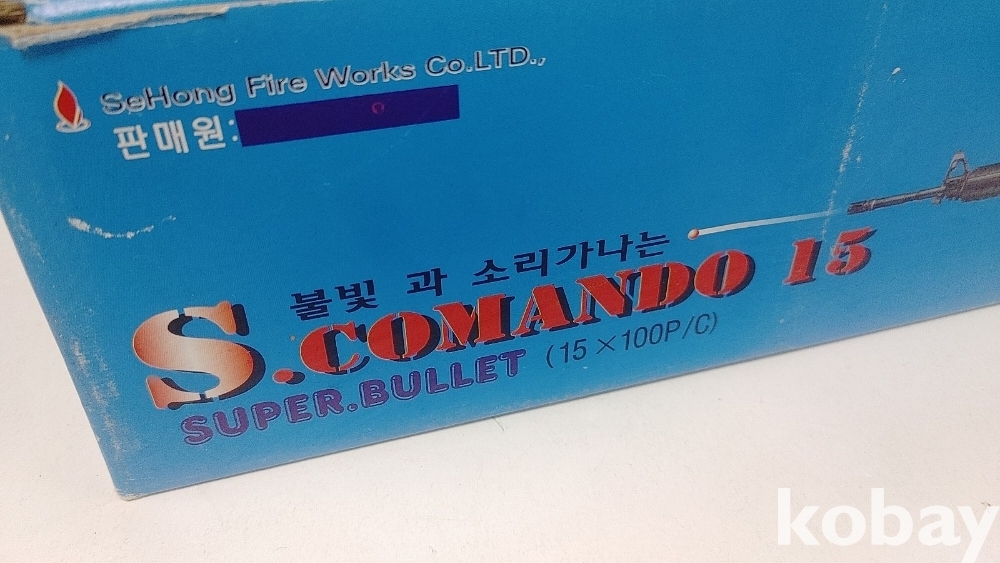 SeHong Fire Works Co.LTD.,
판매원:
불빛 과 소리가나는
S.COMANDO 15
SUPER.BULLET (15×100P/C)
kobay